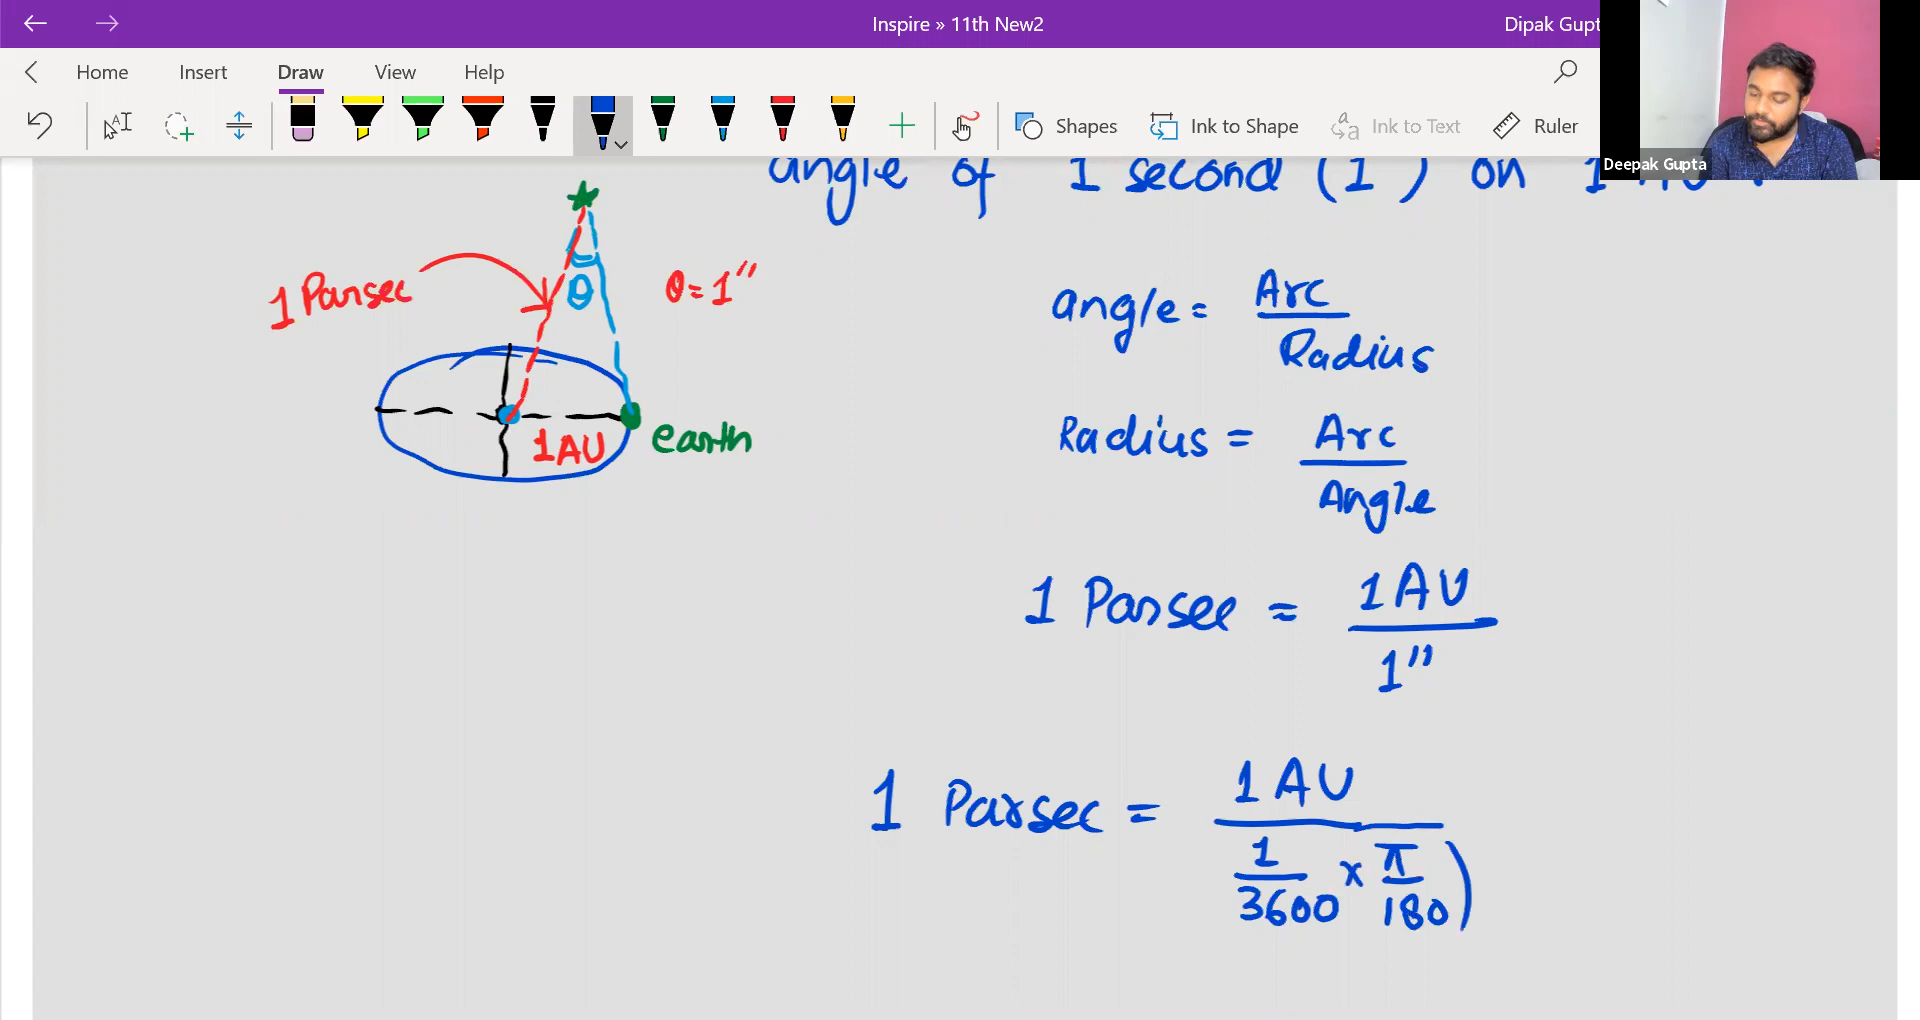 Inspire » 11th New2
Dipak Gupt
Home Insert Draw View Help
Shapes Ink to Shape Ink to Text Ruler
Deepak Gupta
angle of 1 second (1 ) on 1 AU
1 Parsec
θ
θ = 1"
1AU
earth
angle = Arc
Radius
Radius = Arc
Angle
1 Parsec = 1AU
1"
1 Parsec = 1AU
1
3600 × π
180)